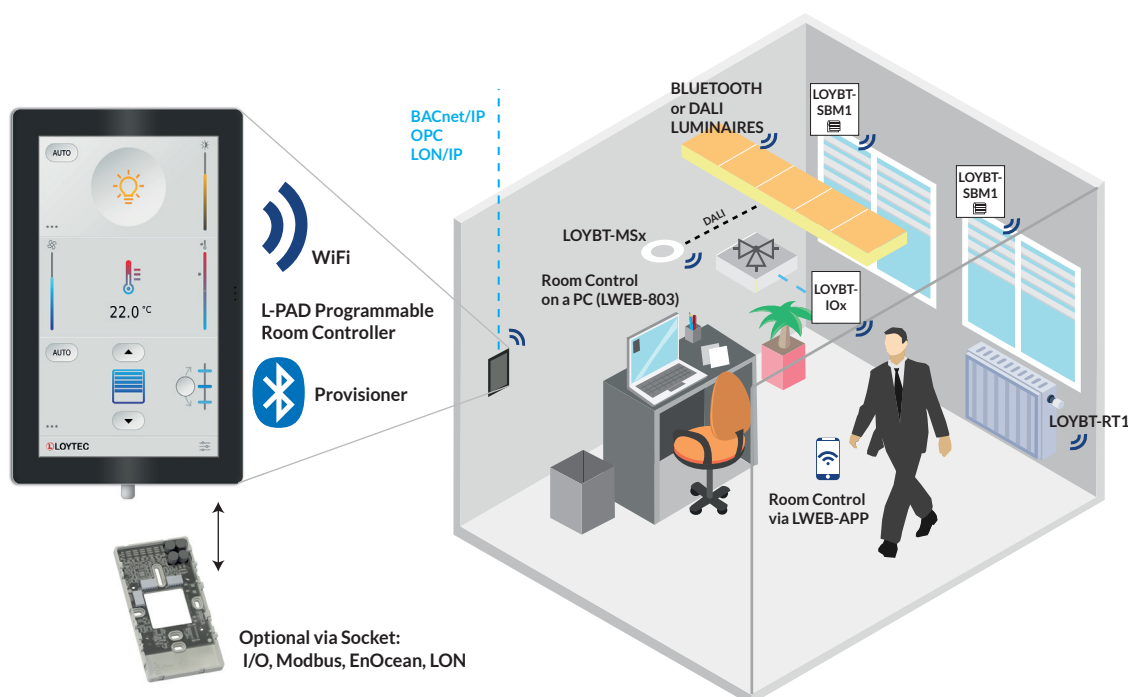 AUTO
22.0 °C
AUTO
LOYTEC
WiFi
L-PAD Programmable
Room Controller
Provisioner
Optional via Socket:
I/O, Modbus, EnOcean, LON
BACnet/IP
OPC
LON/IP
BLUETOOTH
or DALI
LUMINAIRES
LOYBT-
SBM1
LOYBT-
SBM1
DALI
LOYBT-MSx
Room Control
on a PC (LWEB-803)
LOYBT-
IOx
LOYBT-RT1
Room Control
via LWEB-APP